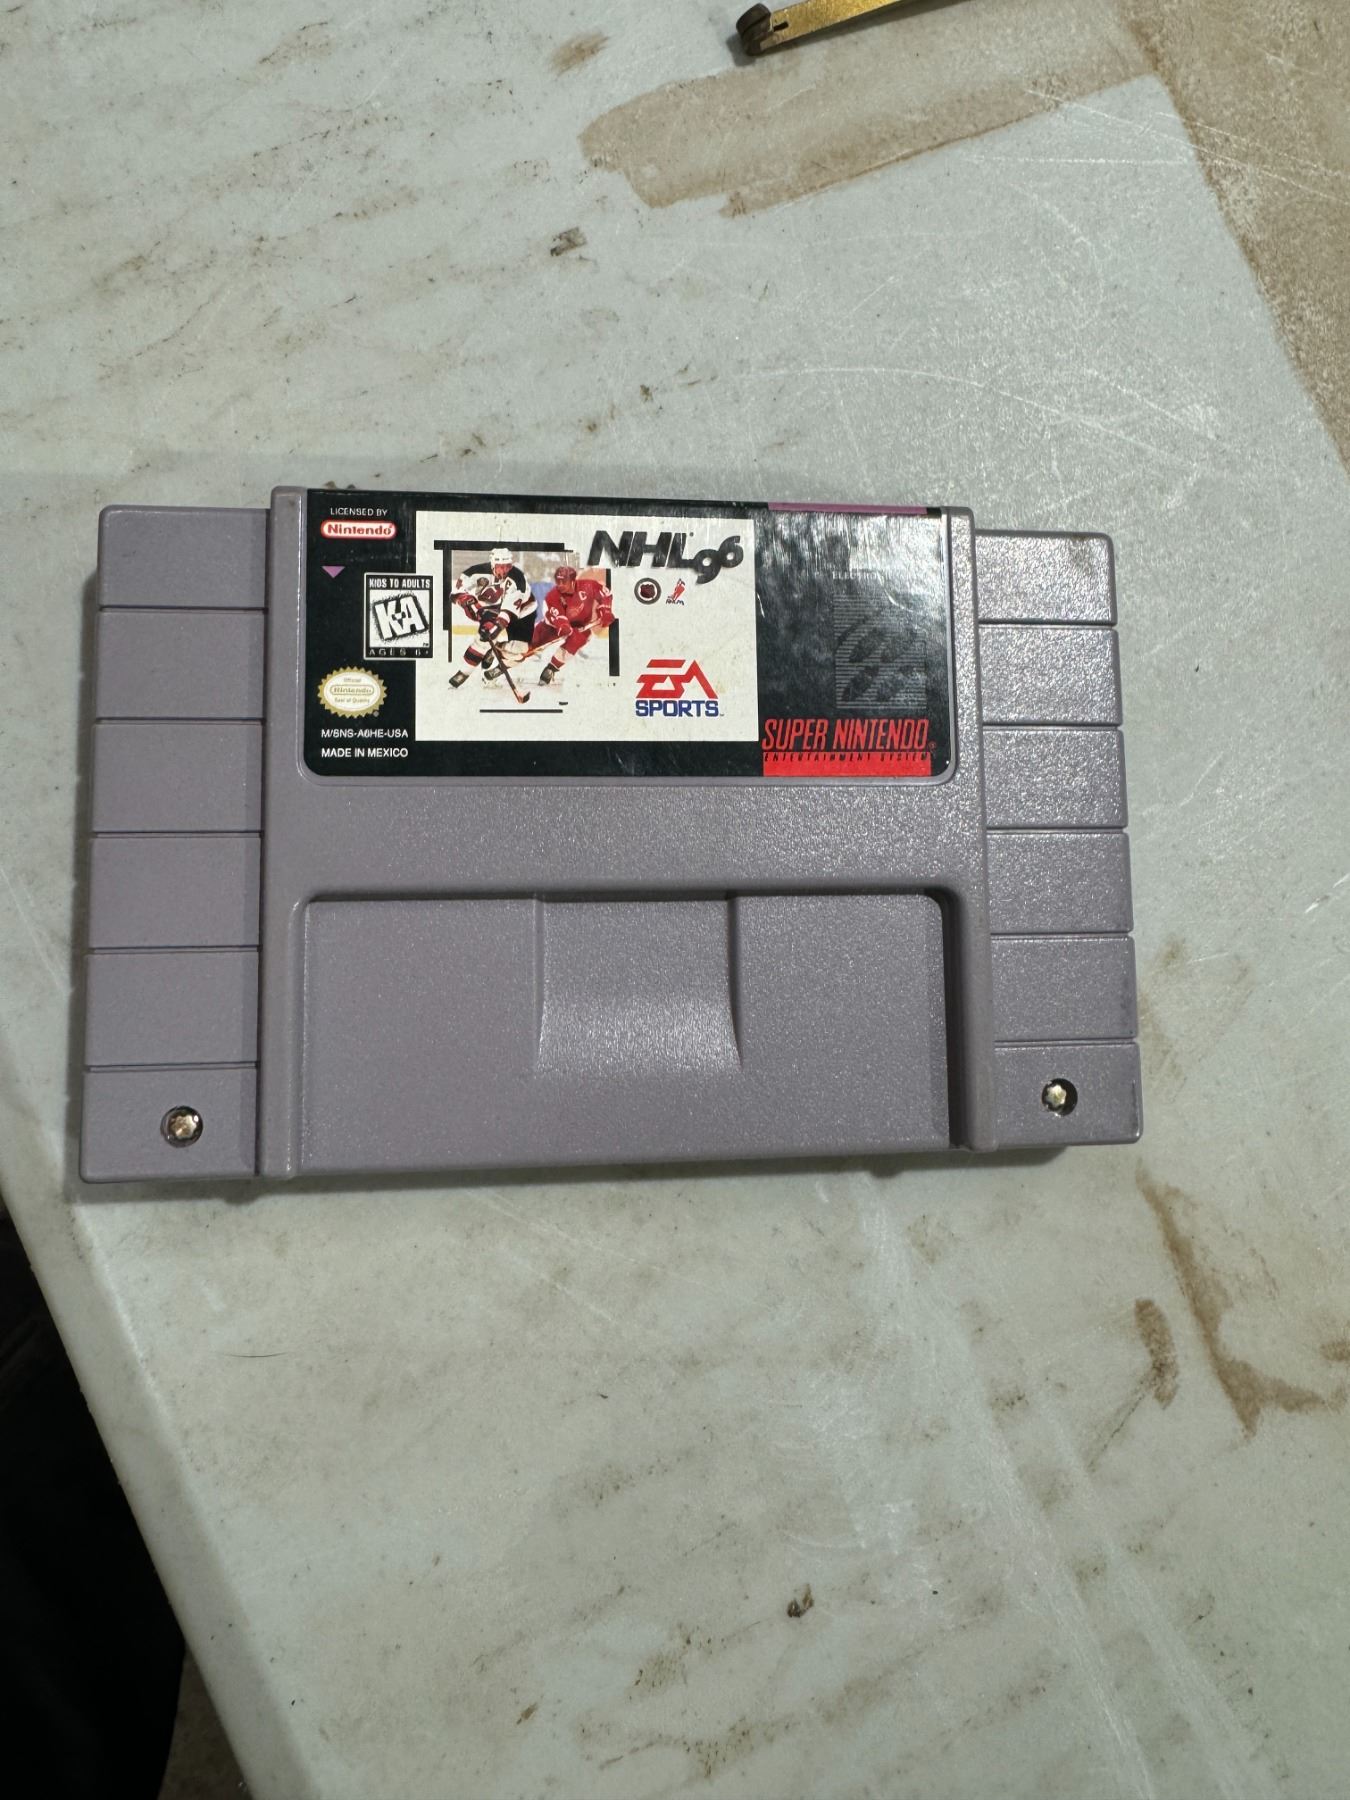 LICENSED BY
Nintendo
KIDS TO ADULTS
KA
AGES 6+
Official
Nintendo
Seal of Quality
M/SNS-A6HE-USA
MADE IN MEXICO
NHL 96
EA
SPORTS
SUPER NINTENDO
ENTERTAINMENT SYSTEM